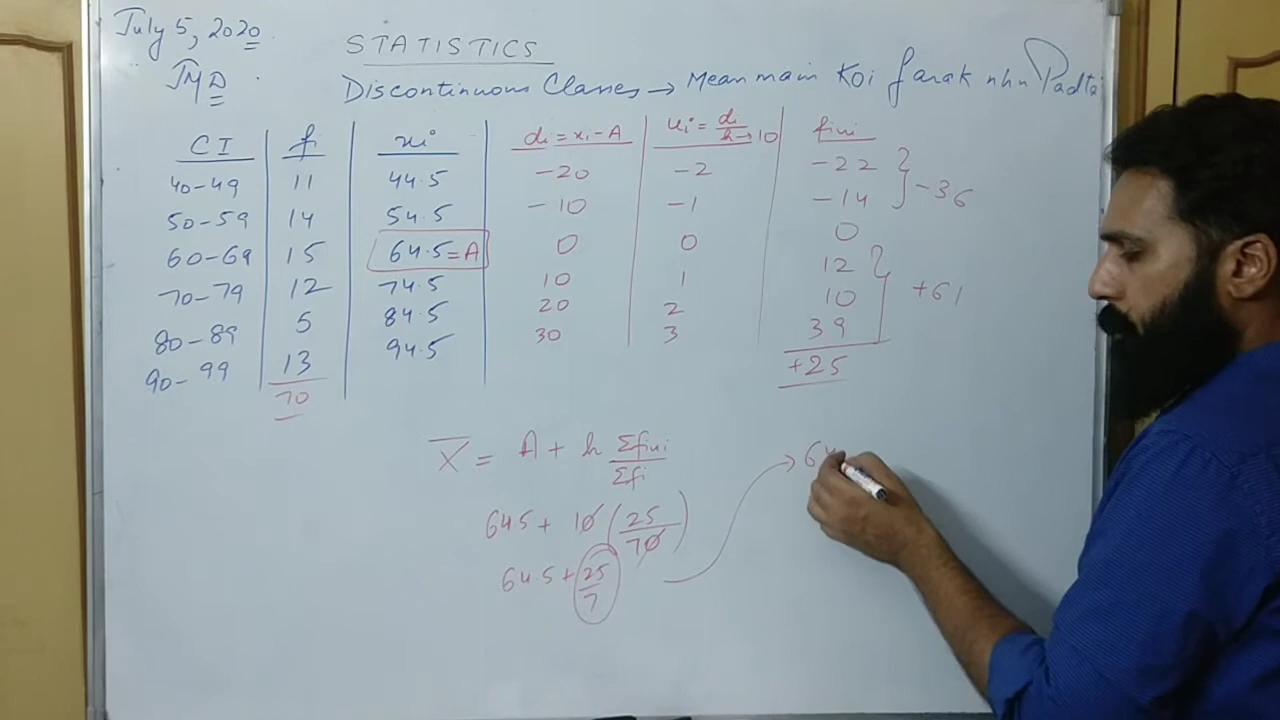 July 5, 2020
STATISTICS
JMD
Discontinuous Classes → Mean main Koi farak nhn Padta
CI f xi di = xi - A ui = di/h→10 fiui
40-49 11 44.5 -20 -2 -22
50-59 14 54.5 -10 -1 -14 } -36
60-69 15 64.5 = A 0 0 0
70-79 12 74.5 10 1 12
80-89 5 84.5 20 2 10 } +61
90-99 13 94.5 30 3 39
70 +25
X̄ = A + h Σfiui/Σfi
64.5 + 10 (25/70)
64.5 + 25/7 → 64